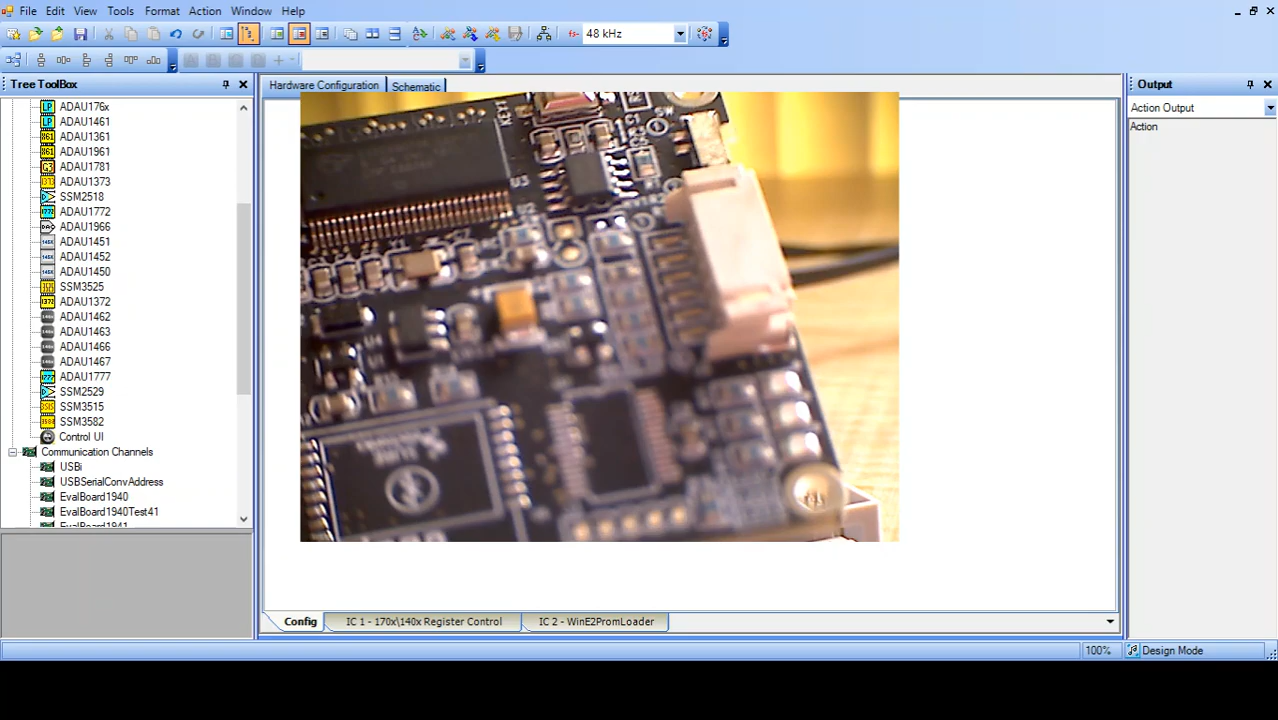 File Edit View Tools Format Action Window Help
48 kHz
Tree ToolBox
ADAU176x
ADAU1461
ADAU1361
ADAU1961
ADAU1781
ADAU1373
SSM2518
ADAU1772
ADAU1966
ADAU1451
ADAU1452
ADAU1450
SSM3525
ADAU1372
ADAU1462
ADAU1463
ADAU1466
ADAU1467
ADAU1777
SSM2529
SSM3515
SSM3582
Control UI
Communication Channels
USBi
USBSerialConvAddress
EvalBoard1940
EvalBoard1940Test41
EvalBoard1941
Hardware Configuration Schematic
KEY1
U3
Config IC 1 - 170x\140x Register Control IC 2 - WinE2PromLoader
Output
Action Output
Action
100% Design Mode